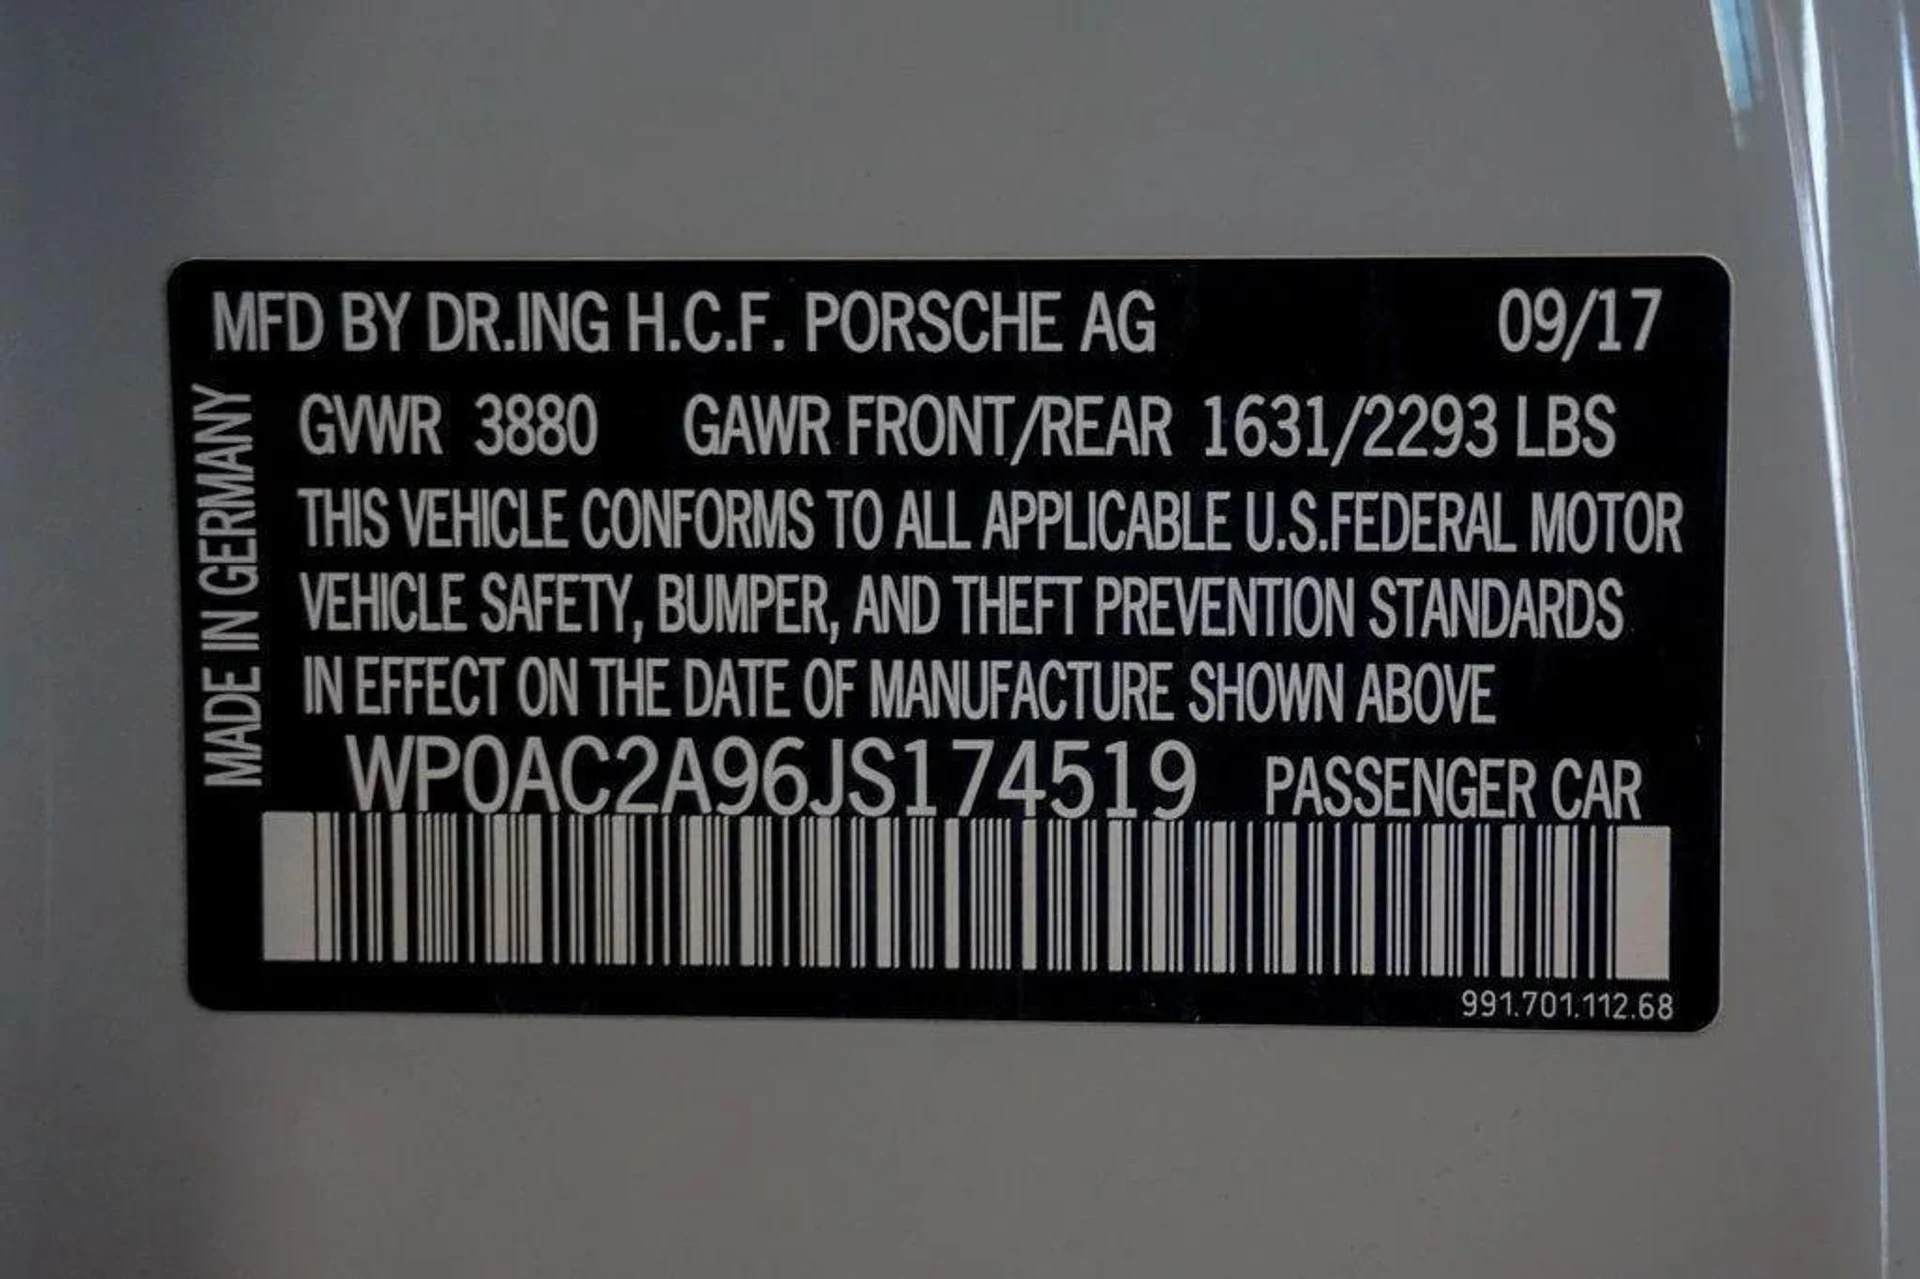 MFD BY DR.ING H.C.F. PORSCHE AG 09/17
MADE IN GERMANY
GVWR 3880 GAWR FRONT/REAR 1631/2293 LBS
THIS VEHICLE CONFORMS TO ALL APPLICABLE U.S.FEDERAL MOTOR
VEHICLE SAFETY, BUMPER, AND THEFT PREVENTION STANDARDS
IN EFFECT ON THE DATE OF MANUFACTURE SHOWN ABOVE
WP0AC2A96JS174519 PASSENGER CAR
991.701.112.68